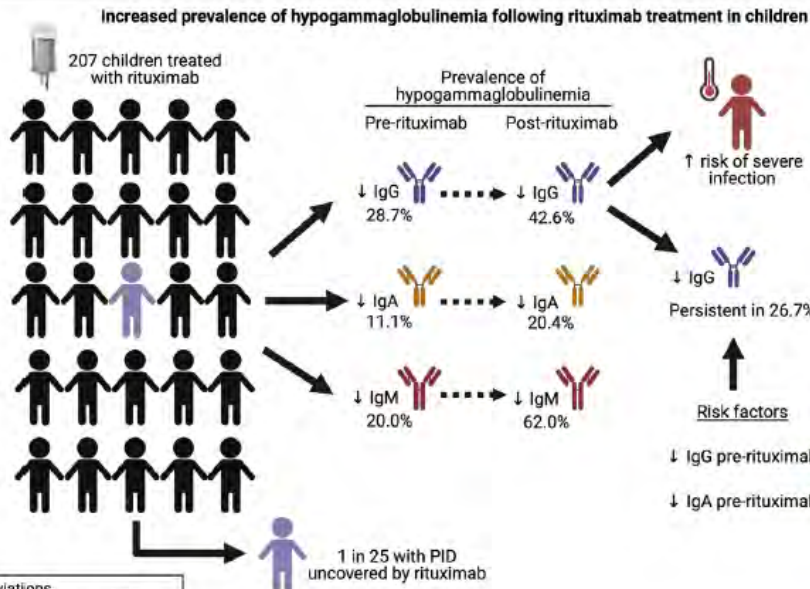 Increased prevalence of hypogammaglobulinemia following rituximab treatment in children
207 children treated
with rituximab
Prevalence of
hypogammaglobulinemia
Pre-rituximab
Post-rituximab
↓ IgG
28.7%
↓ IgG
42.6%
↓ IgA
11.1%
↓ IgA
20.4%
↓ IgM
20.0%
↓ IgM
62.0%
↑ risk of severe
infection
↓ IgG
Persistent in 26.7%
Risk factors
↓ IgG pre-rituximab
↓ IgA pre-rituximab
1 in 25 with PID
uncovered by rituximab